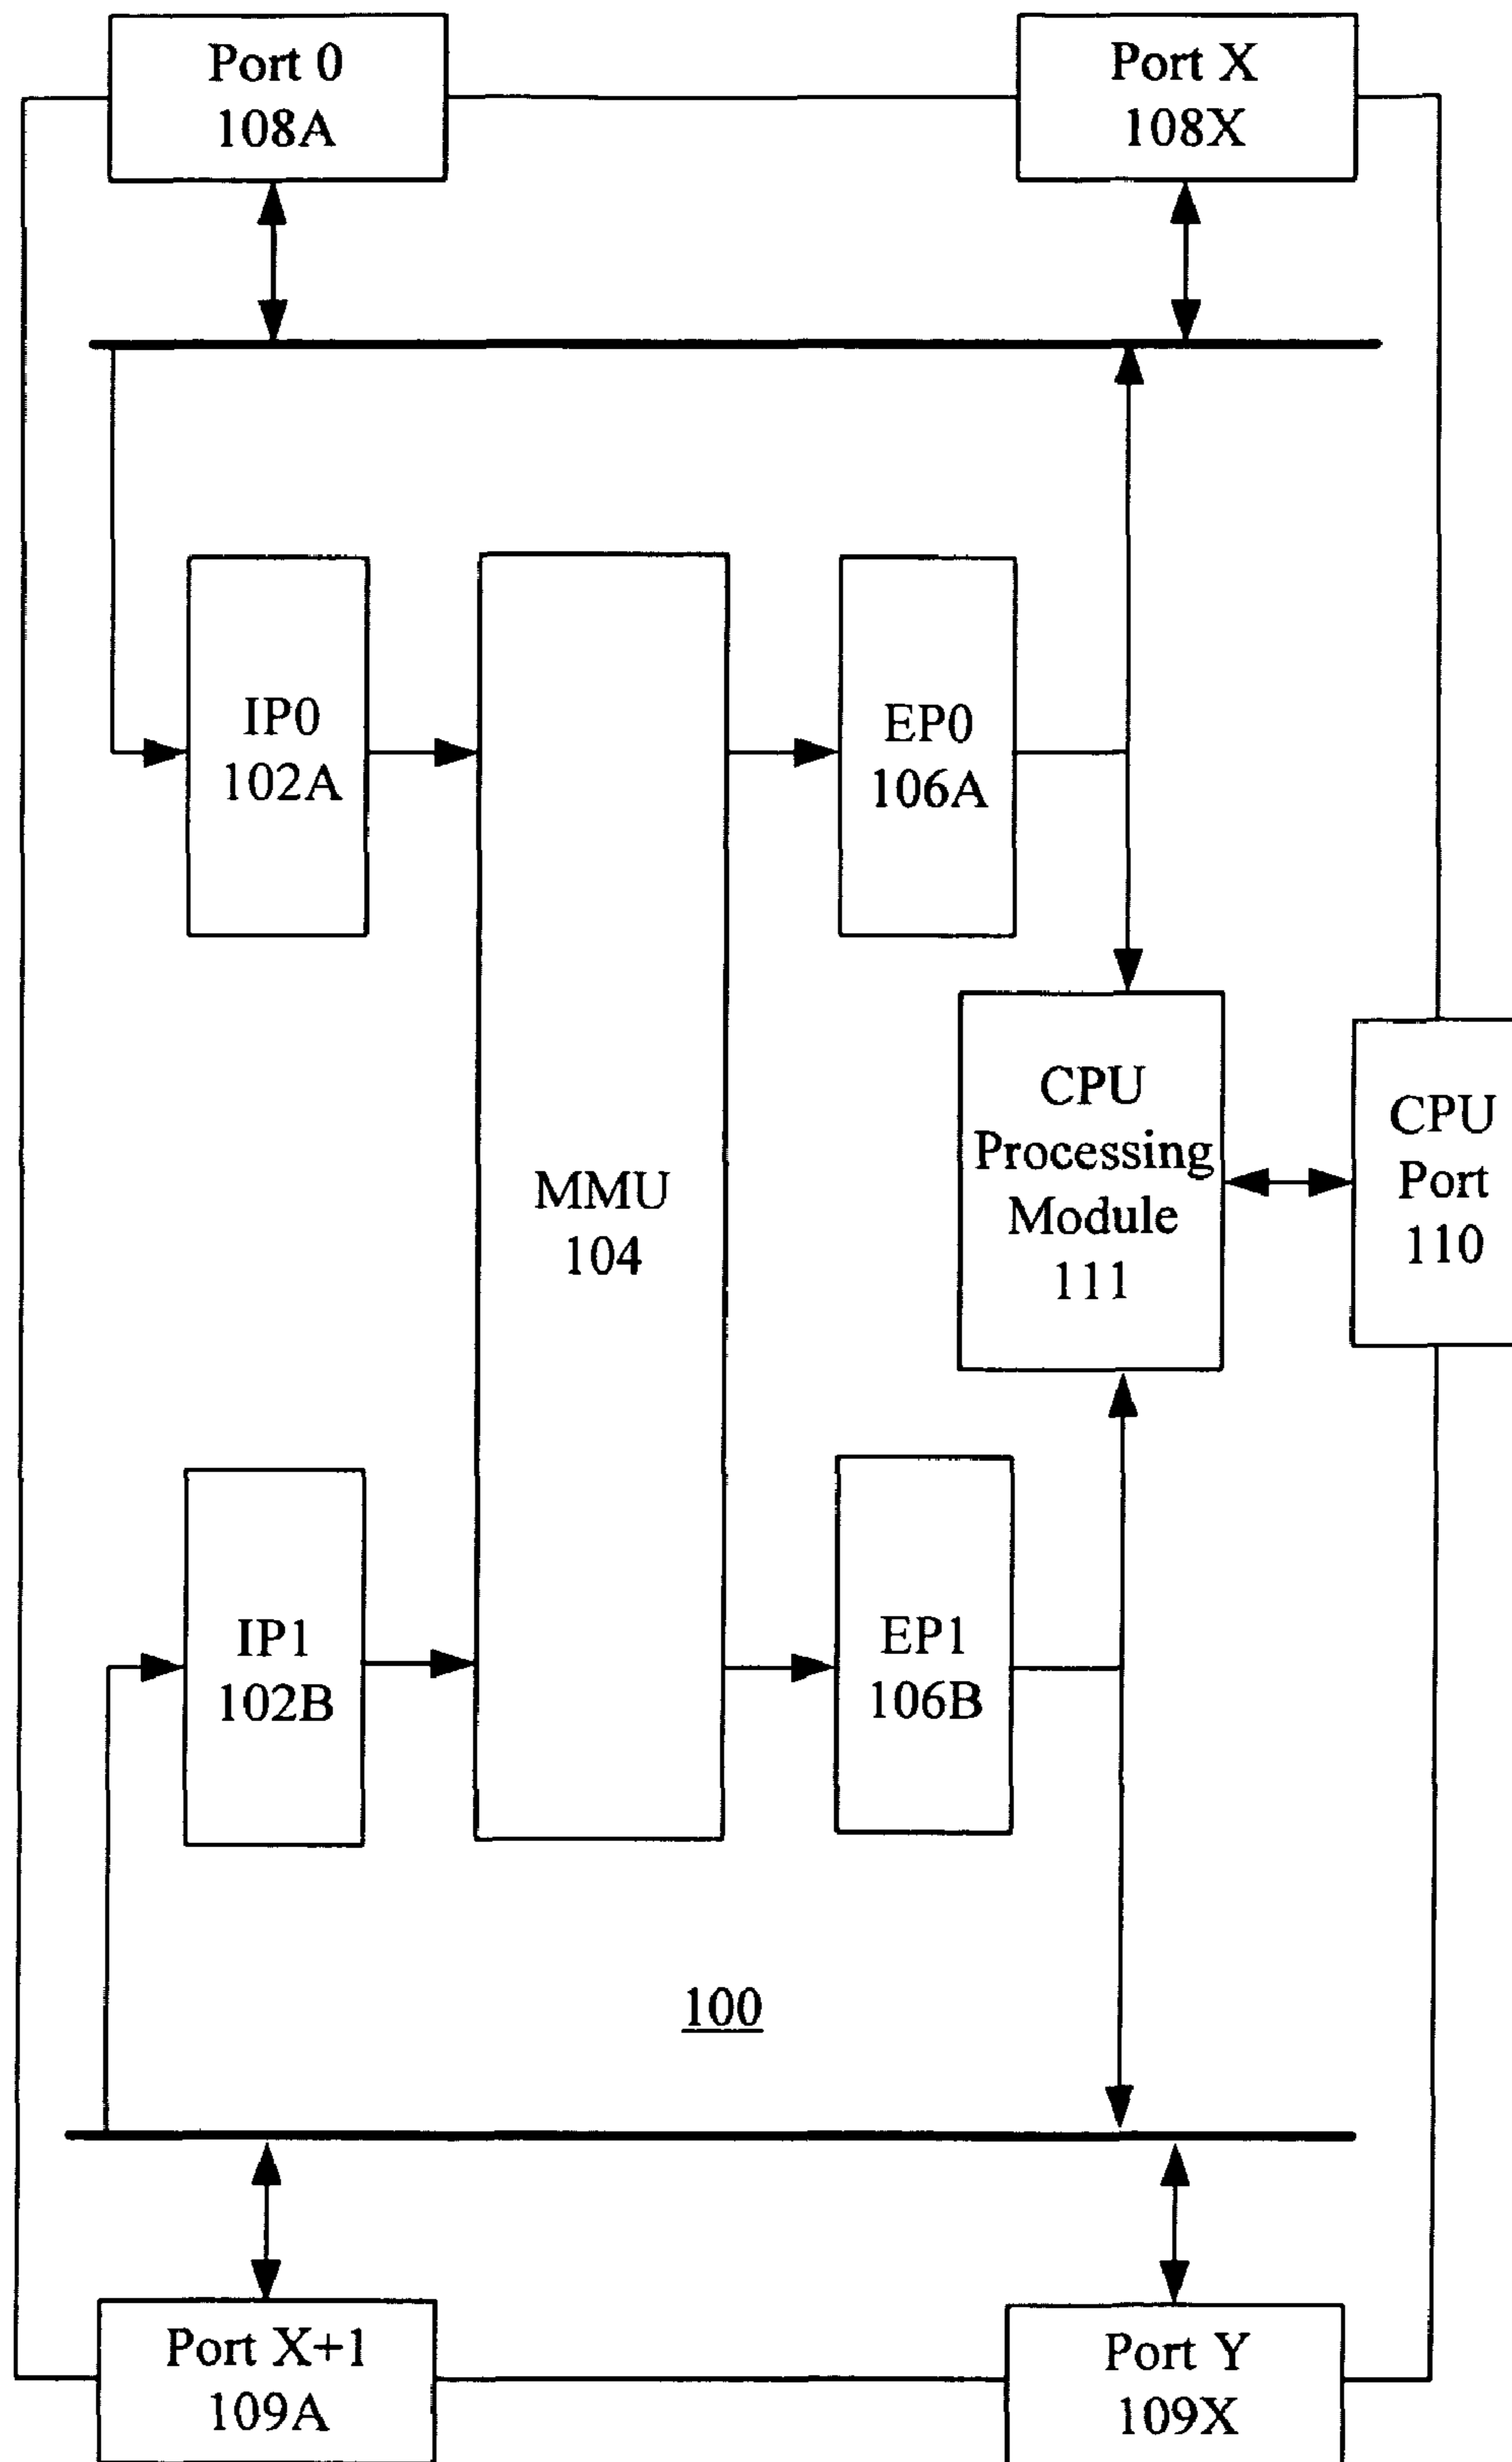 Port 0
108A
Port X
108X
IP0
102A
EP0
106A
MMU
104
CPU
Processing
Module
111
CPU
Port
110
IP1
102B
EP1
106B
100
Port X+1
109A
Port Y
109X